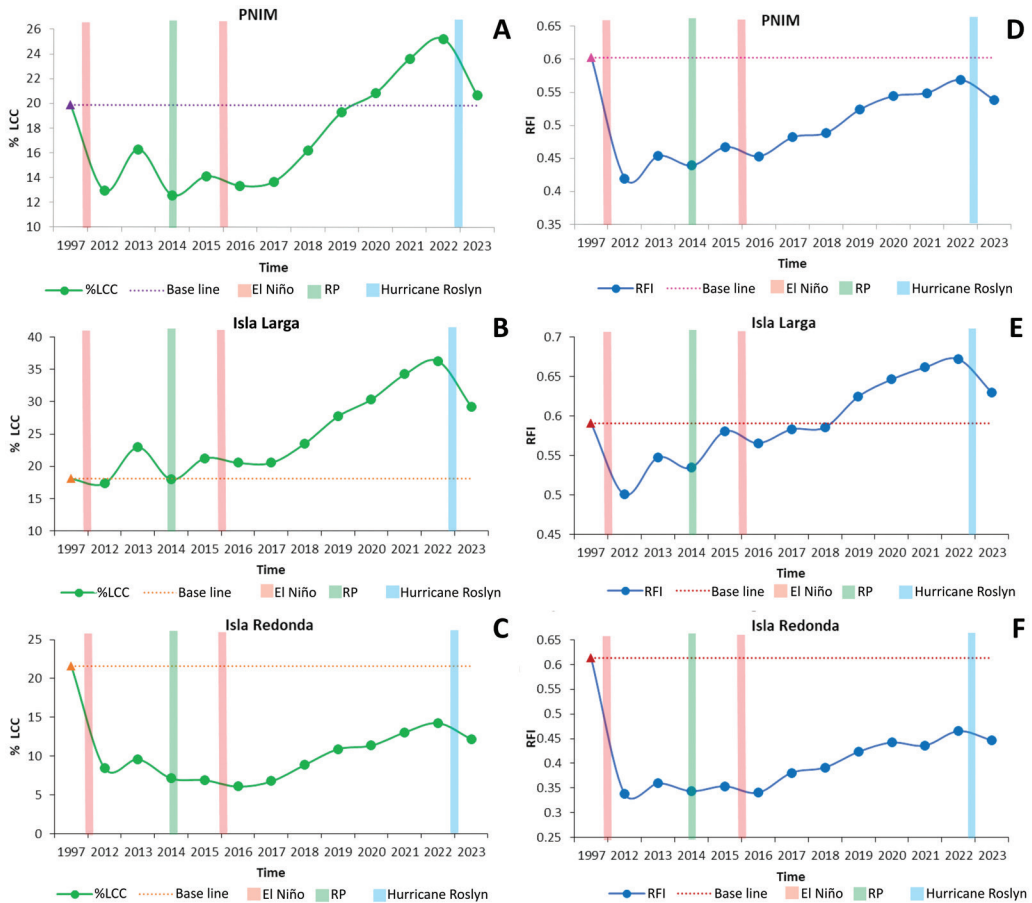 PNIM
A
% LCC
26
24
22
20
18
16
14
12
10
1997 2012 2013 2014 2015 2016 2017 2018 2019 2020 2021 2022 2023
Time
%LCC Base line El Niño RP Hurricane Roslyn
Isla Larga
B
% LCC
40
35
30
25
20
15
10
1997 2012 2013 2014 2015 2016 2017 2018 2019 2020 2021 2022 2023
Time
%LCC Base line El Niño RP Hurricane Roslyn
Isla Redonda
C
% LCC
25
20
15
10
5
0
1997 2012 2013 2014 2015 2016 2017 2018 2019 2020 2021 2022 2023
Time
%LCC Base line El Niño RP Hurricane Roslyn
PNIM
D
RFI
0.65
0.6
0.55
0.5
0.45
0.4
0.35
1997 2012 2013 2014 2015 2016 2017 2018 2019 2020 2021 2022 2023
Time
RFI Base line El Niño RP Hurricane Roslyn
Isla Larga
E
RFI
0.7
0.65
0.6
0.55
0.5
0.45
1997 2012 2013 2014 2015 2016 2017 2018 2019 2020 2021 2022 2023
Time
RFI Base line El Niño RP Hurricane Roslyn
Isla Redonda
F
RFI
0.65
0.6
0.55
0.5
0.45
0.4
0.35
0.3
0.25
1997 2012 2013 2014 2015 2016 2017 2018 2019 2020 2021 2022 2023
Time
RFI Base line El Niño RP Hurricane Roslyn